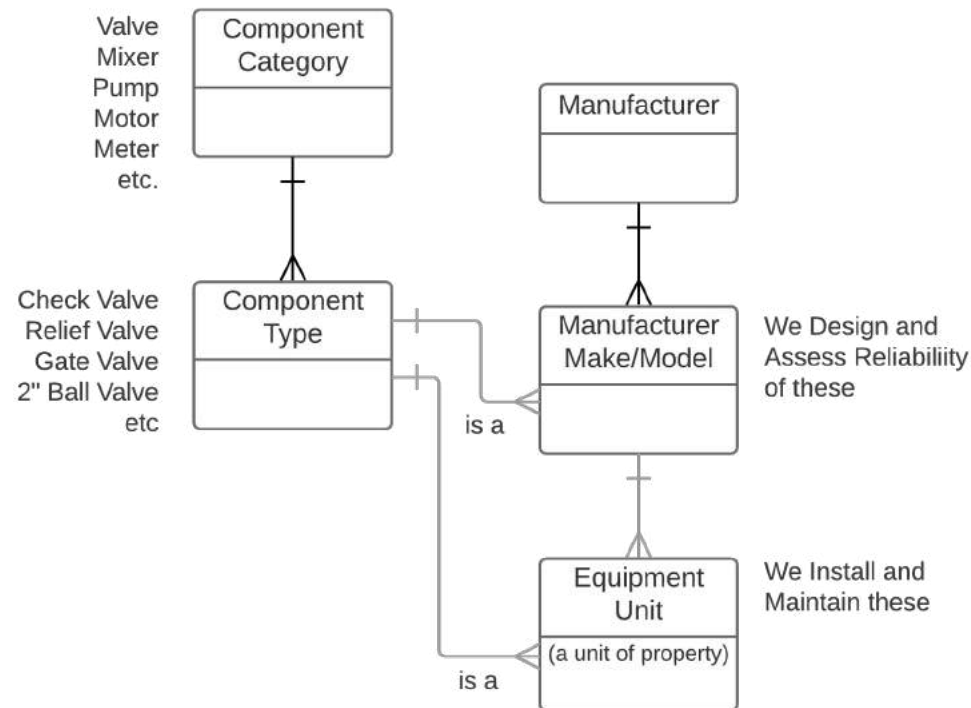 Valve
Mixer
Pump
Motor
Meter
etc.
Component
Category
Manufacturer
Check Valve
Relief Valve
Gate Valve
2" Ball Valve
etc
Component
Type
is a
Manufacturer
Make/Model
We Design and
Assess Reliabiliity
of these
is a
Equipment
Unit
(a unit of property)
We Install and
Maintain these